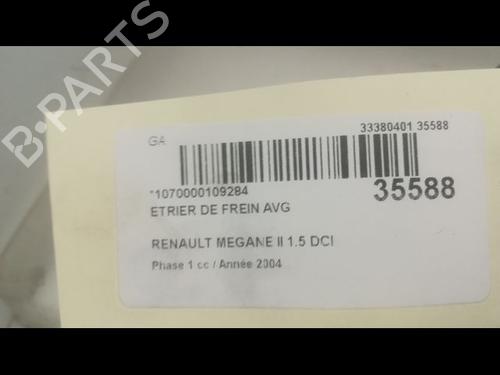 B-PARTS
GA
33380401 35588
*1070000109284
35588
ETRIER DE FREIN AVG
RENAULT MEGANE II 1.5 DCI
Phase 1 cc / Année 2004